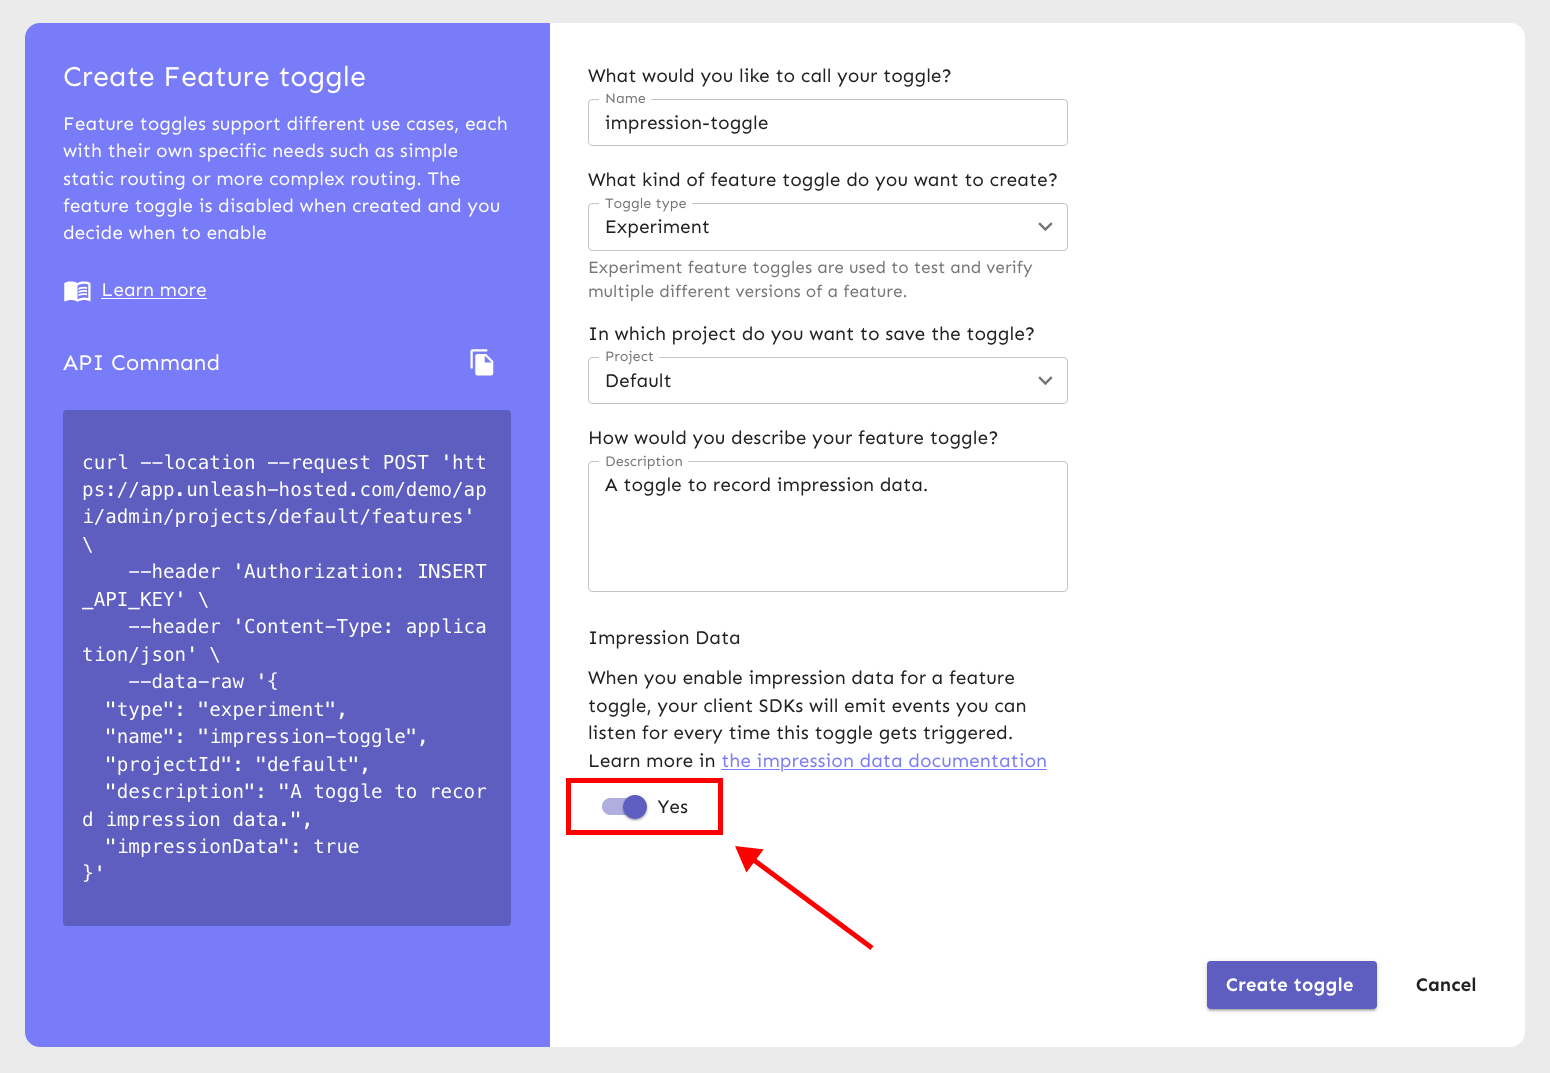 Create Feature toggle
Feature toggles support different use cases, each
with their own specific needs such as simple
static routing or more complex routing. The
feature toggle is disabled when created and you
decide when to enable
Learn more
API Command
curl --location --request POST 'htt
ps://app.unleash-hosted.com/demo/ap
i/admin/projects/default/features'
\
    --header 'Authorization: INSERT
_API_KEY' \
    --header 'Content-Type: applica
tion/json' \
    --data-raw '{
  "type": "experiment",
  "name": "impression-toggle",
  "projectId": "default",
  "description": "A toggle to recor
d impression data.",
  "impressionData": true
}'
What would you like to call your toggle?
Name
impression-toggle
What kind of feature toggle do you want to create?
Toggle type
Experiment
Experiment feature toggles are used to test and verify
multiple different versions of a feature.
In which project do you want to save the toggle?
Project
Default
How would you describe your feature toggle?
Description
A toggle to record impression data.
Impression Data
When you enable impression data for a feature
toggle, your client SDKs will emit events you can
listen for every time this toggle gets triggered.
Learn more in the impression data documentation
Yes
Create toggle
Cancel